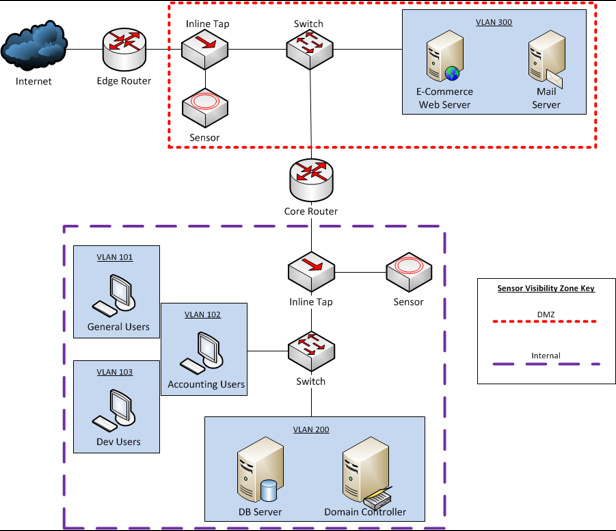 Inline Tap
Switch
VLAN 300
Internet
Edge Router
E-Commerce
Web Server
Mail
Server
Sensor
Core Router
VLAN 101
General Users
Inline Tap
Sensor
Sensor Visibility Zone Key
DMZ
Internal
VLAN 102
Accounting Users
Switch
VLAN 103
Dev Users
VLAN 200
DB Server
Domain Controller